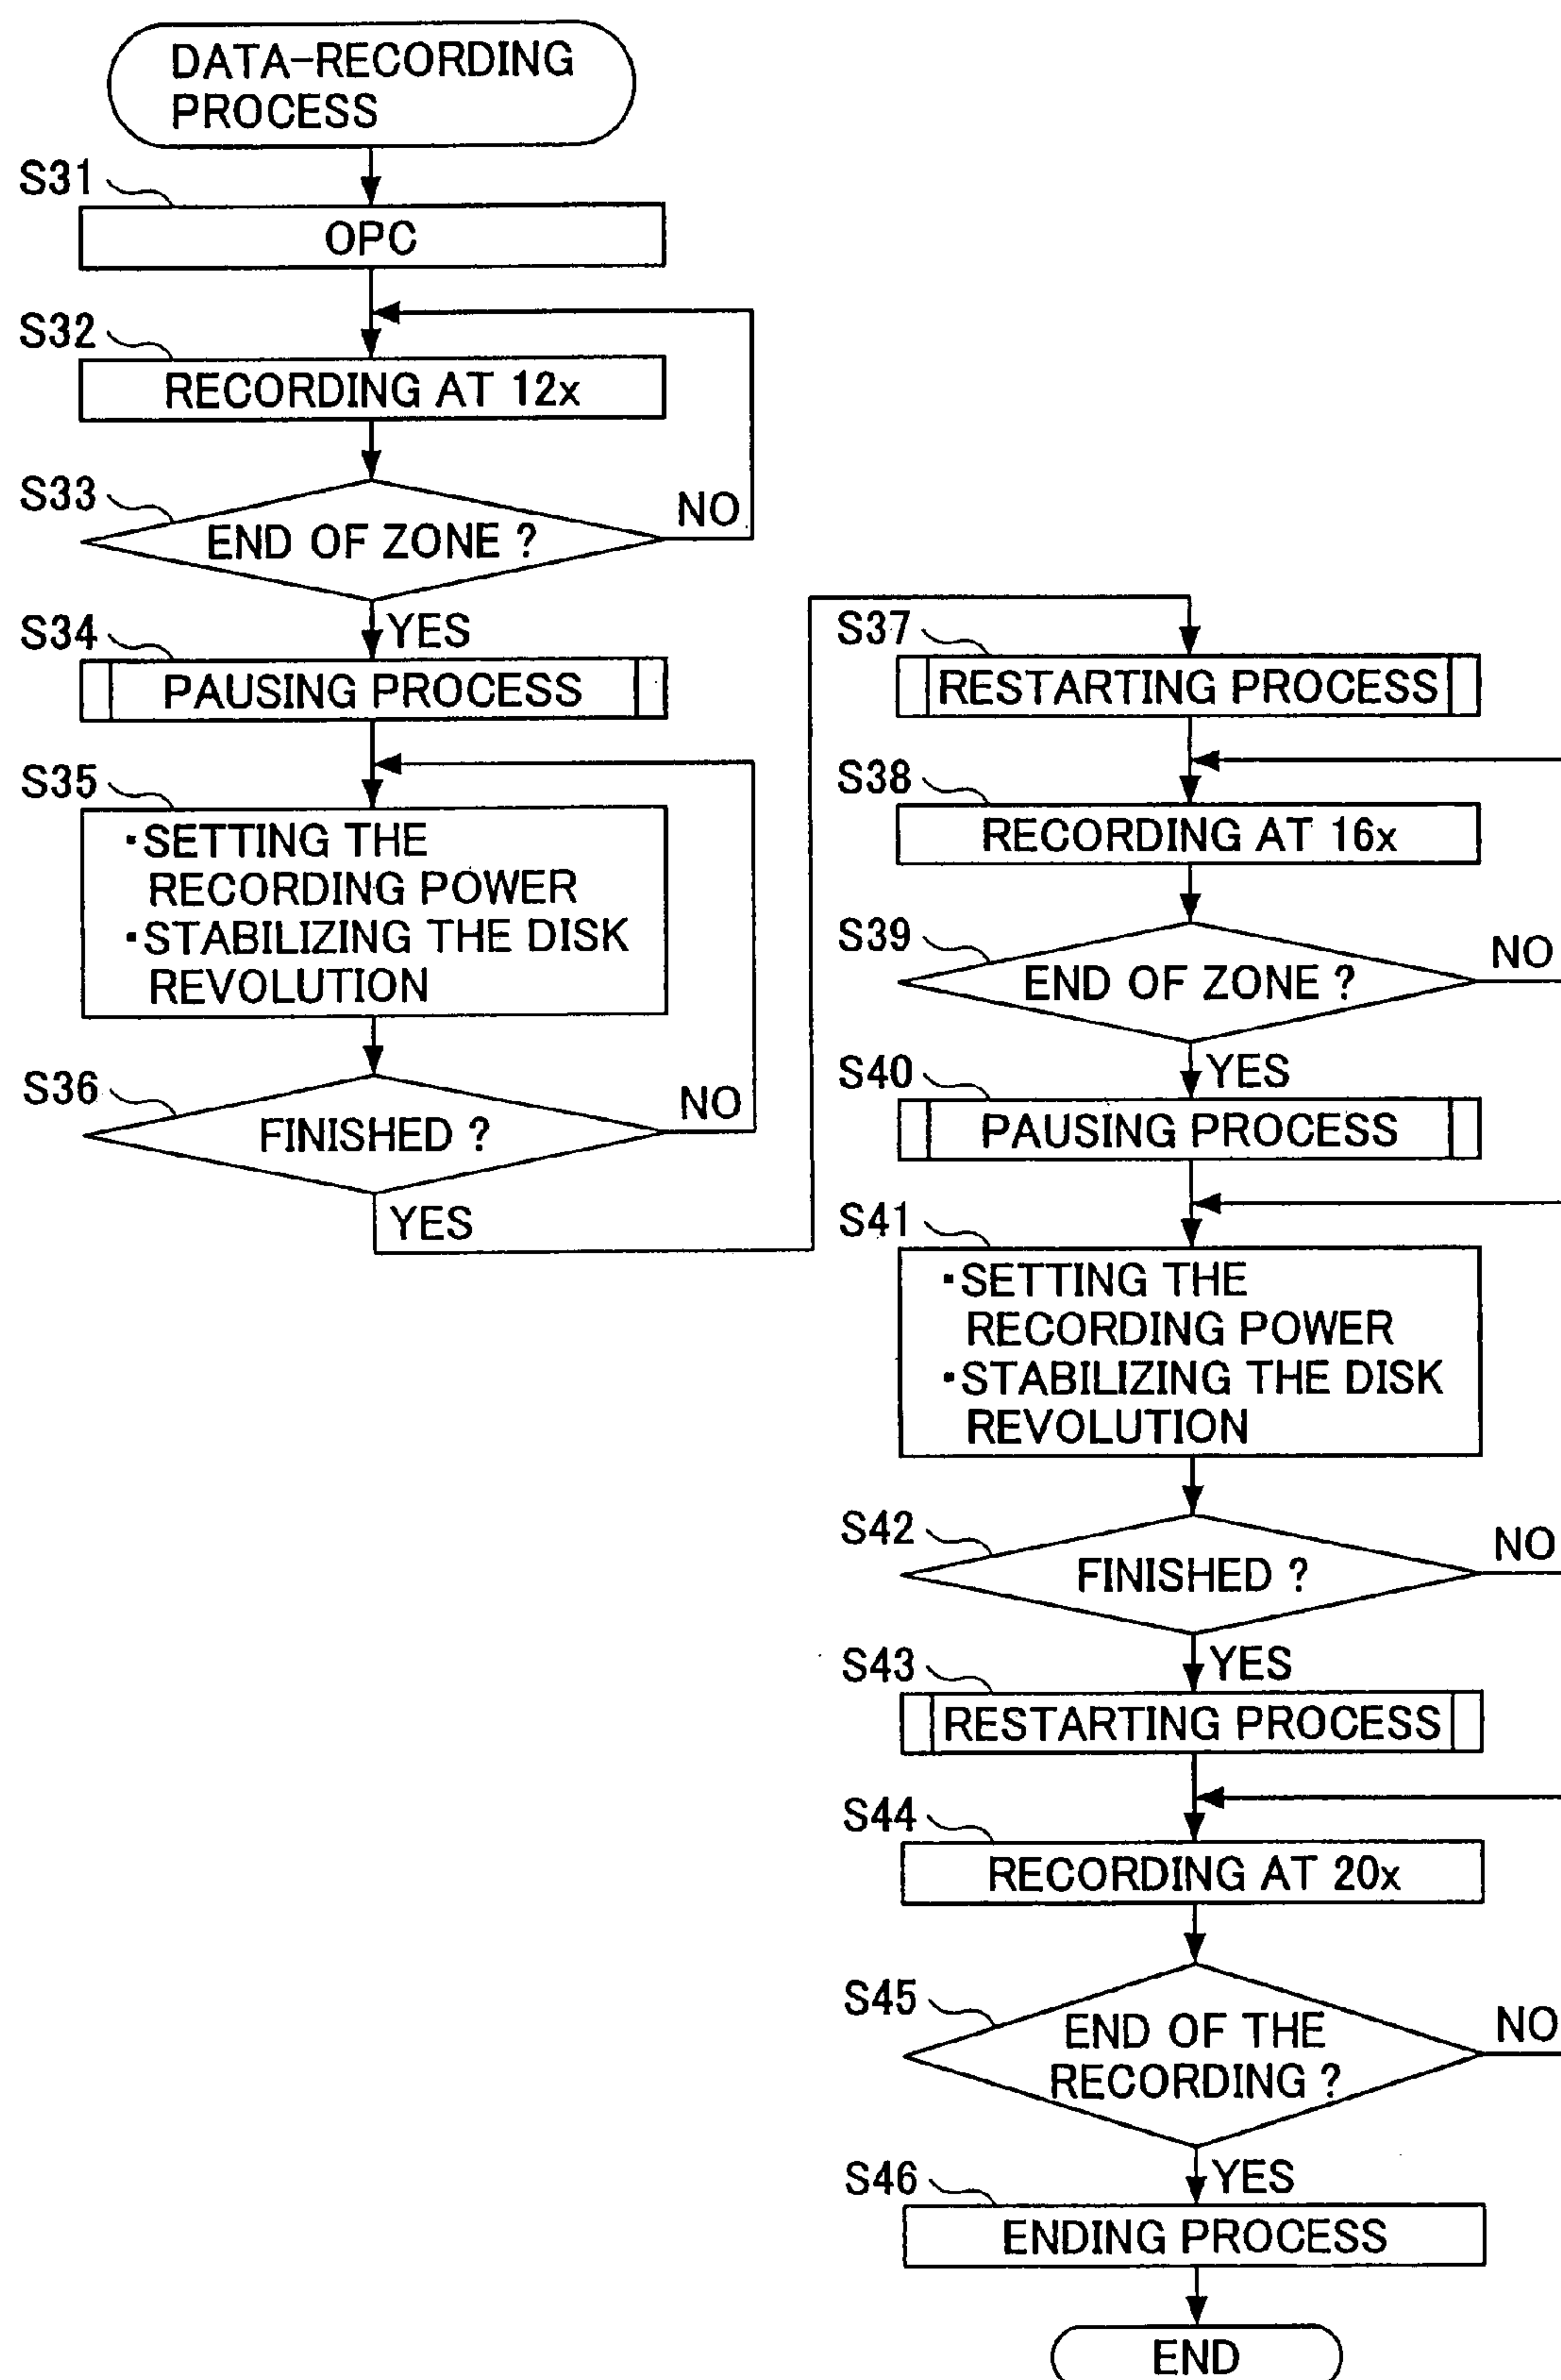 DATA-RECORDING
PROCESS
S31
OPC
S32
RECORDING AT 12x
S33
END OF ZONE ?
NO
YES
S34
PAUSING PROCESS
S35
・SETTING THE
RECORDING POWER
・STABILIZING THE DISK
REVOLUTION
S36
FINISHED ?
NO
YES
S37
RESTARTING PROCESS
S38
RECORDING AT 16x
S39
END OF ZONE ?
NO
YES
S40
PAUSING PROCESS
S41
・SETTING THE
RECORDING POWER
・STABILIZING THE DISK
REVOLUTION
S42
FINISHED ?
NO
YES
S43
RESTARTING PROCESS
S44
RECORDING AT 20x
S45
END OF THE
RECORDING ?
NO
YES
S46
ENDING PROCESS
END